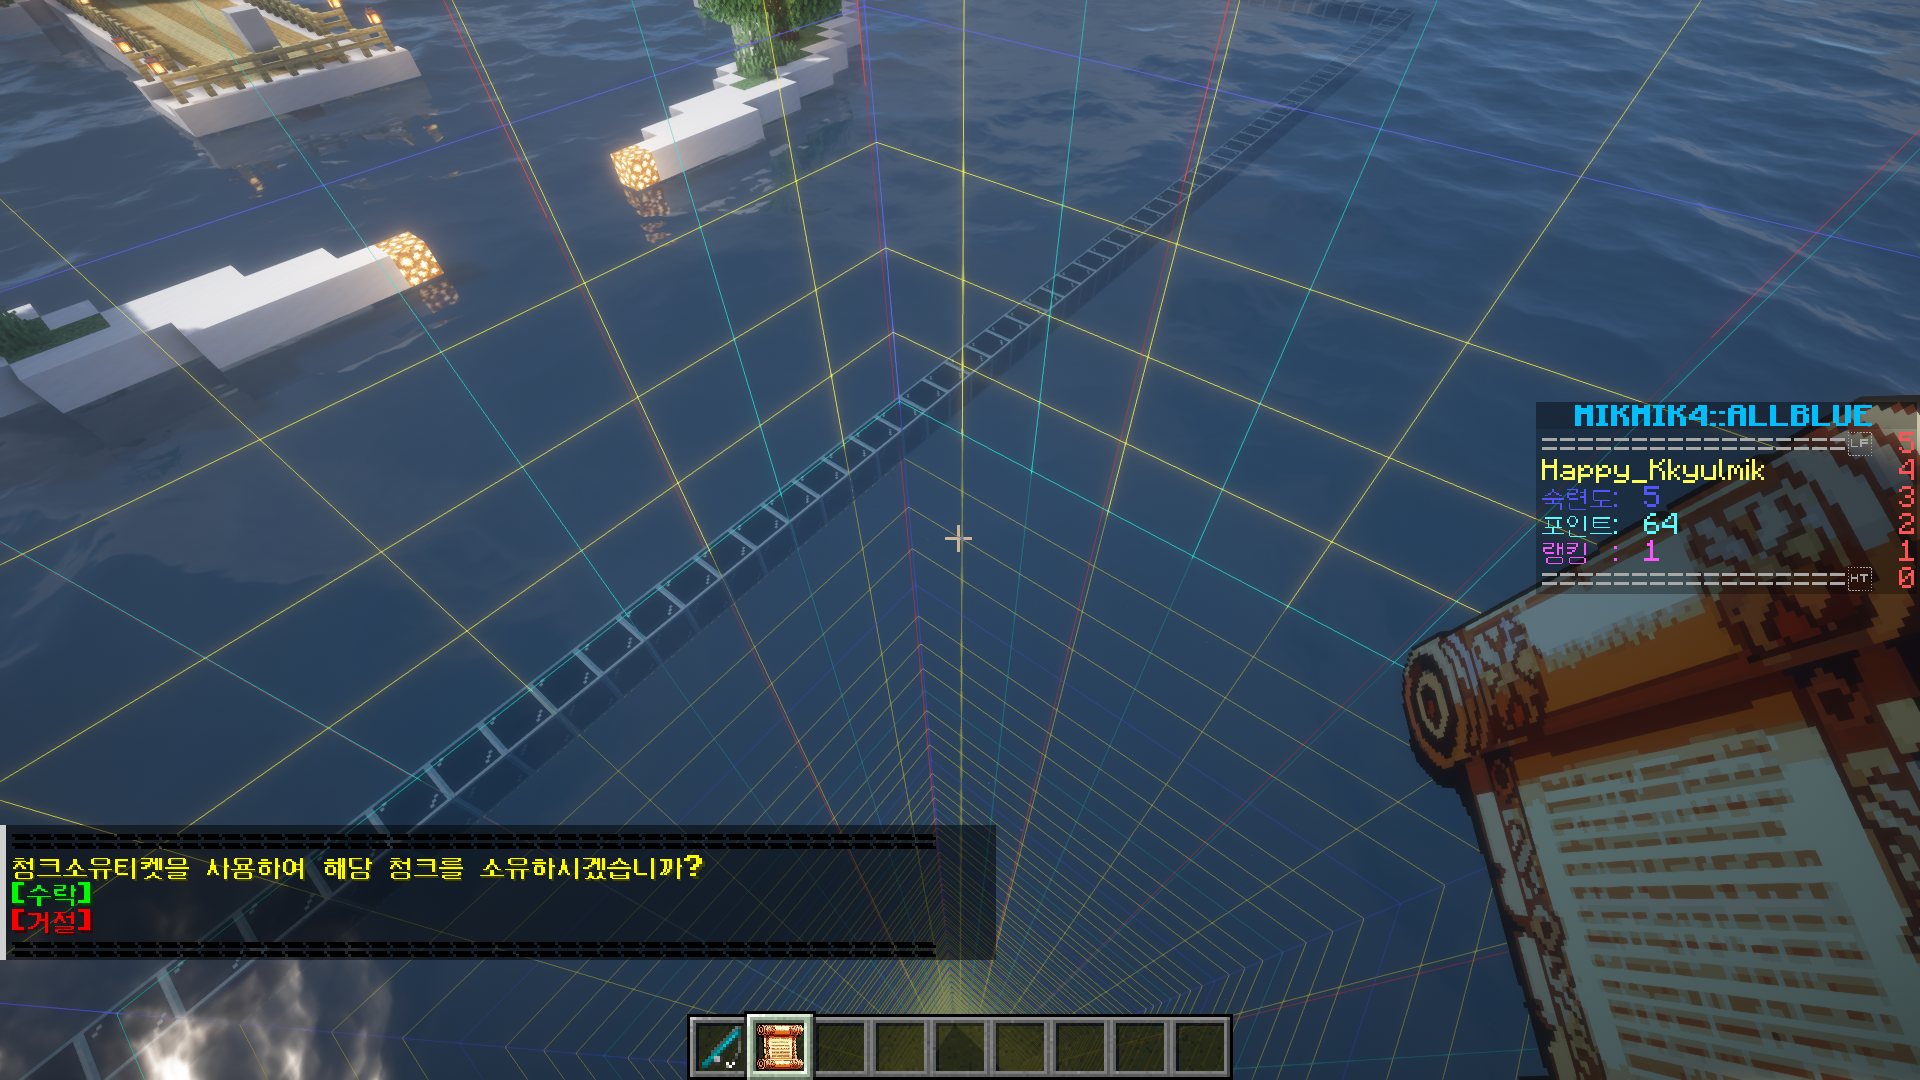 MIKMIK4::ALLBLUE
LF 5
Happy_Kkyulmik 4
숙련도: 5 3
포인트: 64 2
랭킹 : 1 1
HT 0
청크소유티켓을 사용하여 해당 청크를 소유하시겠습니까?
[수락]
[거절]